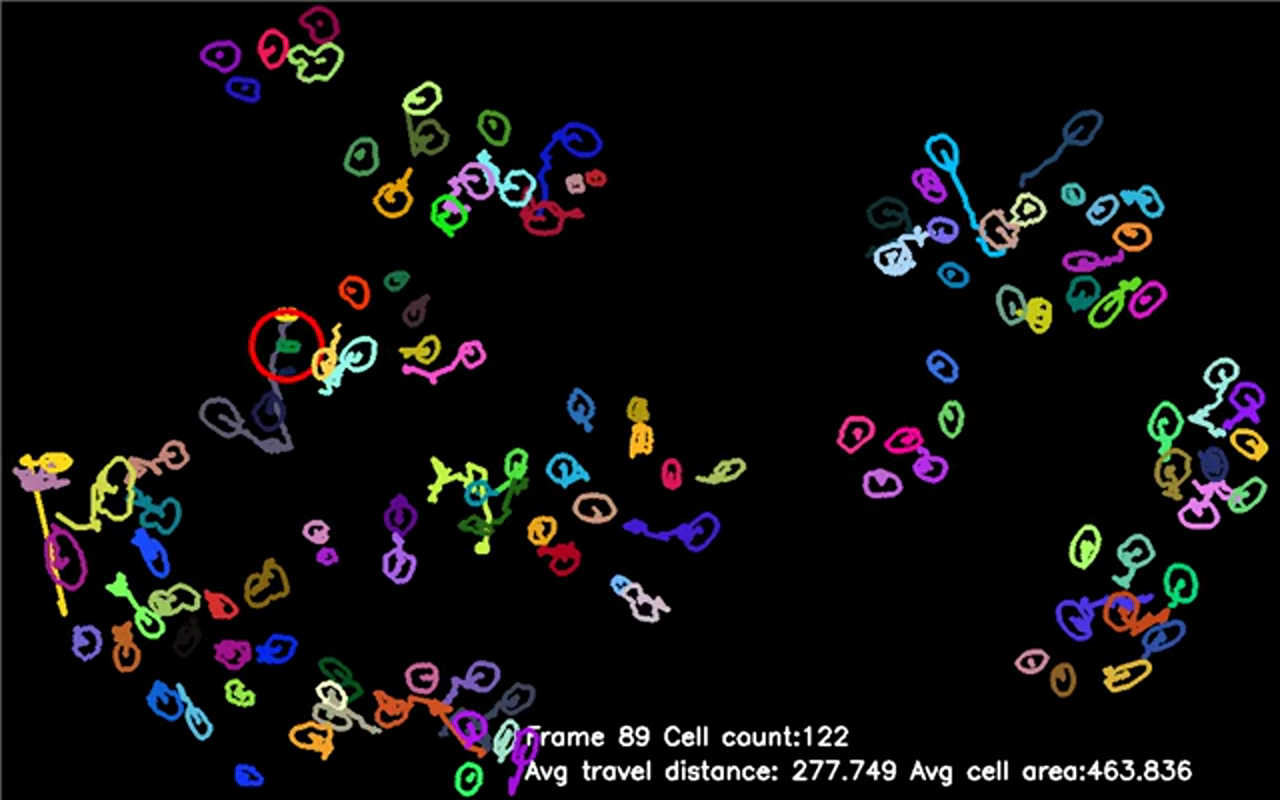 Frame 89 Cell count:122
Avg travel distance: 277.749 Avg cell area:463.836